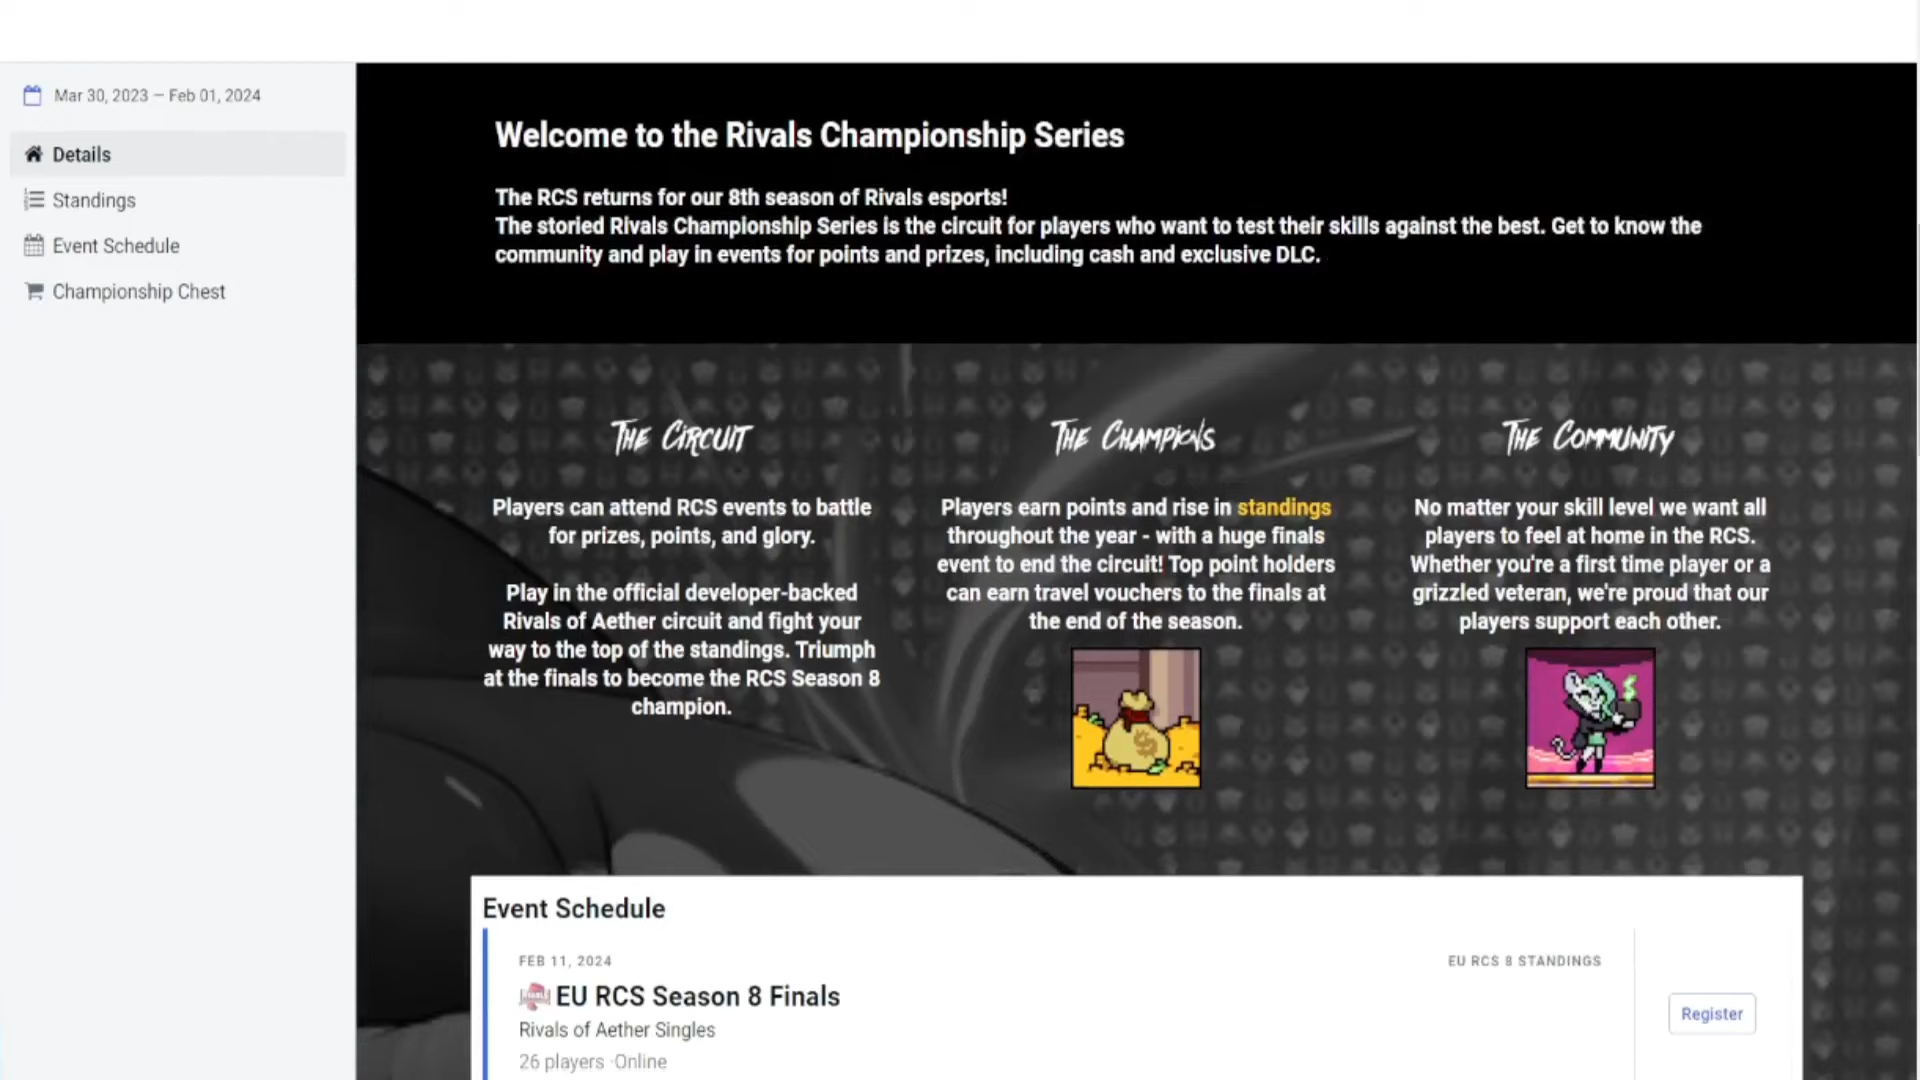 Mar 30, 2023 — Feb 01, 2024
Details
Standings
Event Schedule
Championship Chest
Welcome to the Rivals Championship Series
The RCS returns for our 8th season of Rivals esports!
The storied Rivals Championship Series is the circuit for players who want to test their skills against the best. Get to know the
community and play in events for points and prizes, including cash and exclusive DLC.
The Circuit
Players can attend RCS events to battle
for prizes, points, and glory.
Play in the official developer-backed
Rivals of Aether circuit and fight your
way to the top of the standings. Triumph
at the finals to become the RCS Season 8
champion.
The Champions
Players earn points and rise in standings
throughout the year - with a huge finals
event to end the circuit! Top point holders
can earn travel vouchers to the finals at
the end of the season.
The Community
No matter your skill level we want all
players to feel at home in the RCS.
Whether you're a first time player or a
grizzled veteran, we're proud that our
players support each other.
Event Schedule
FEB 11, 2024
EU RCS 8 STANDINGS
EU RCS Season 8 Finals
Rivals of Aether Singles
26 players · Online
Register